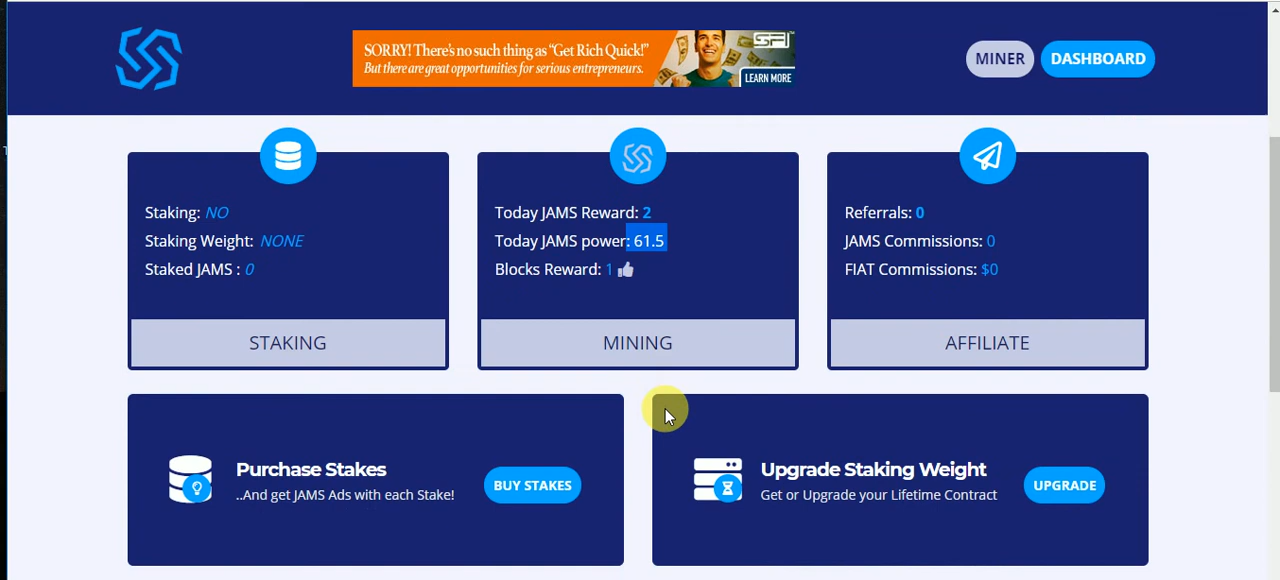 SORRY! There's no such thing as "Get Rich Quick!"
But there are great opportunities for serious entrepreneurs.
SFI
LEARN MORE
MINER
DASHBOARD
Staking: NO
Staking Weight: NONE
Staked JAMS : 0
STAKING
Today JAMS Reward: 2
Today JAMS power: 61.5
Blocks Reward: 1
MINING
Referrals: 0
JAMS Commissions: 0
FIAT Commissions: $0
AFFILIATE
Purchase Stakes
..And get JAMS Ads with each Stake!
BUY STAKES
Upgrade Staking Weight
Get or Upgrade your Lifetime Contract
UPGRADE